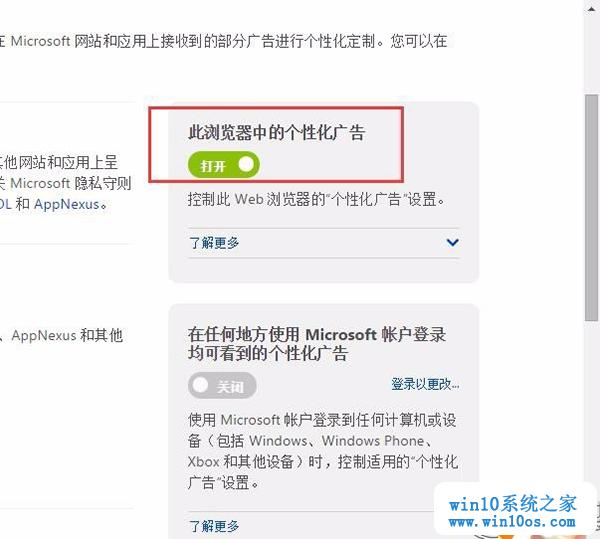 在 Microsoft 网站和应用上接收到的部分广告进行个性化定制。您可以在
其他网站和应用上呈
关 Microsoft 隐私守则
OL 和 AppNexus。
、AppNexus 和其他
此浏览器中的个性化广告
打开
控制此 Web 浏览器的“个性化广告”设置。
了解更多
在任何地方使用 Microsoft 帐户登录
均可看到的个性化广告
关闭
登录以更改...
使用 Microsoft 帐户登录到任何计算机或设
备（包括 Windows、Windows Phone、
Xbox 和其他设备）时，控制适用的“个性化
广告”设置。
了解更多
win10系统之家
www.win10os.com